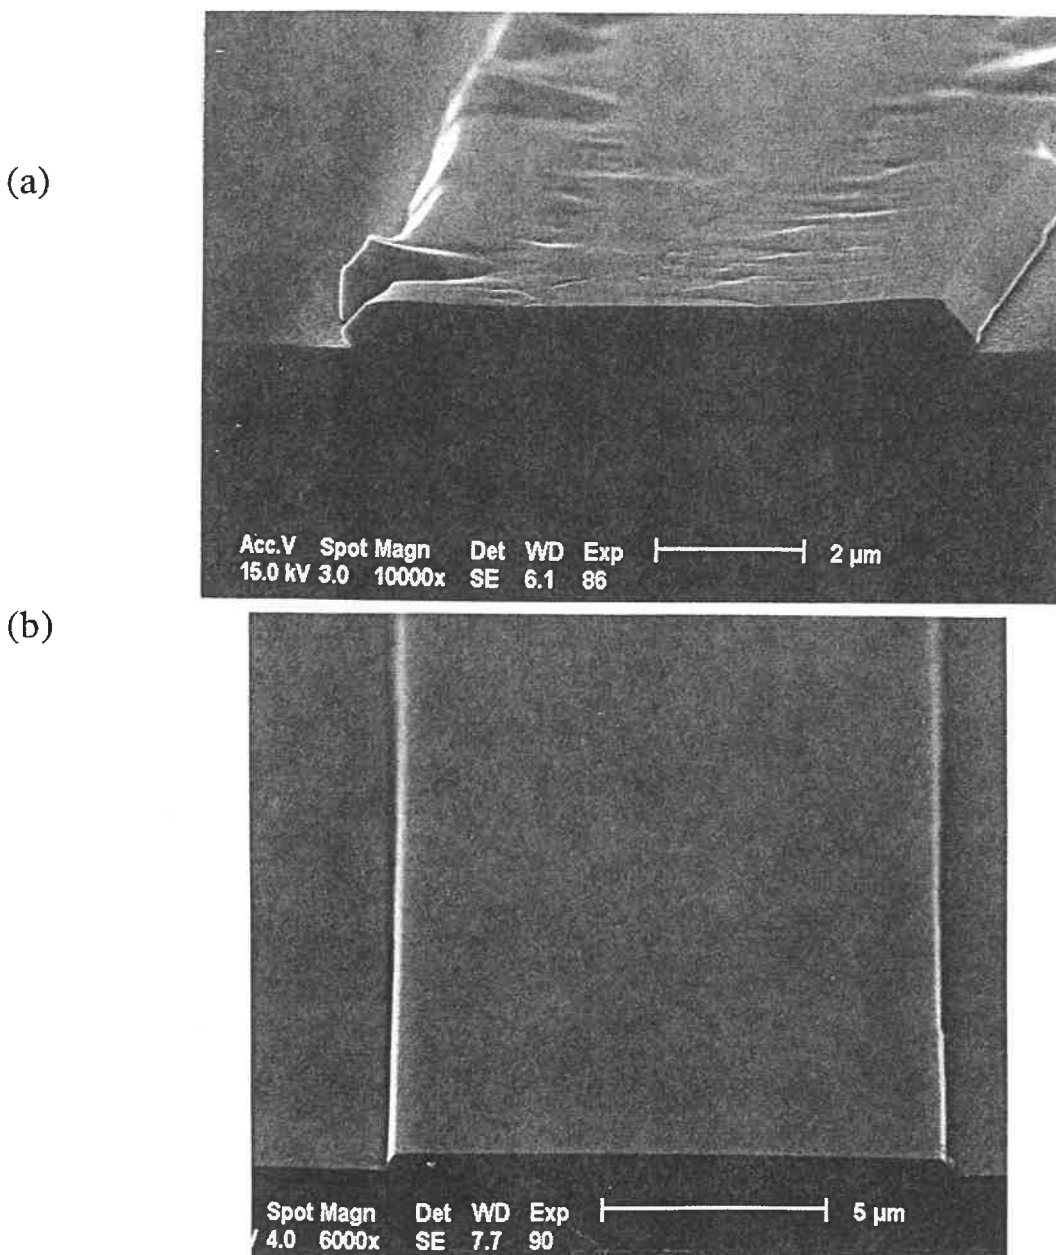 (a)
Acc.V Spot Magn Det WD Exp 2 µm
15.0 kV 3.0 10000x SE 6.1 86
(b)
Spot Magn Det WD Exp 5 µm
4.0 6000x SE 7.7 90